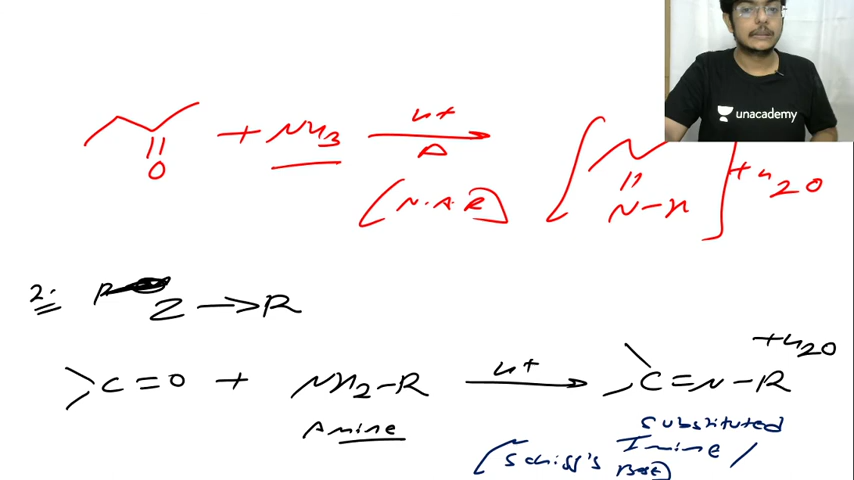 unacademy
+ NH3 H+ Δ + H2O
O
(N.A.R) N-H
2:
Z → R
>C=O + NH2-R H+ C=N-R + H2O
Amine
Substituted
Imine /
(Schiff's Base)